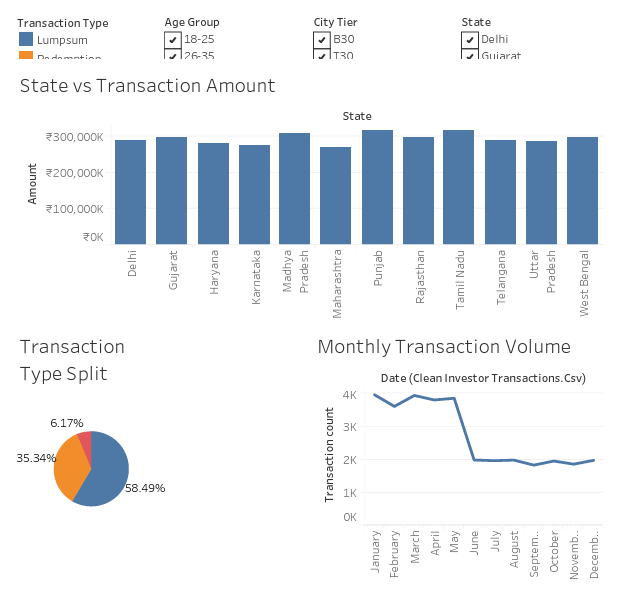 Transaction Type
Age Group
City Tier
State
Lumpsum
18-25
B30
Delhi
Redemption
26-35
T30
Gujarat
State vs Transaction Amount
State
₹300,000K
₹200,000K
₹100,000K
₹0K
Amount
Delhi
Gujarat
Haryana
Karnataka
Madhya
Pradesh
Maharashtra
Punjab
Rajasthan
Tamil Nadu
Telangana
Uttar
Pradesh
West Bengal
Transaction
Type Split
6.17%
35.34%
58.49%
Monthly Transaction Volume
Date (Clean Investor Transactions.Csv)
4K
3K
2K
1K
0K
Transaction count
January
February
March
April
May
June
July
August
Septem..
October
Novemb..
Decemb..